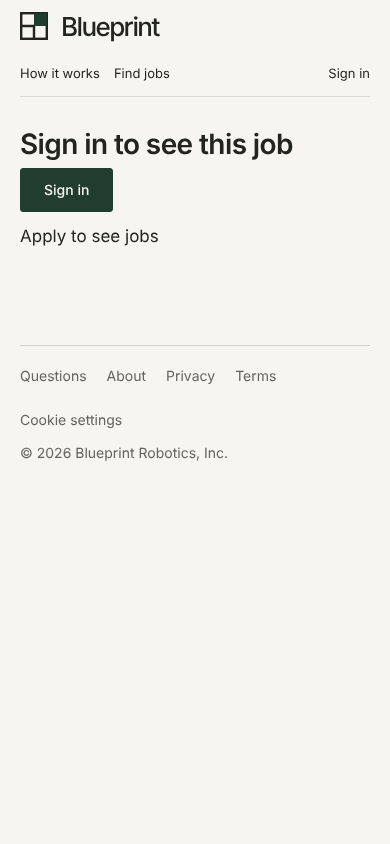 Blueprint
How it works Find jobs Sign in
Sign in to see this job
Sign in
Apply to see jobs
Questions About Privacy Terms
Cookie settings
© 2026 Blueprint Robotics, Inc.